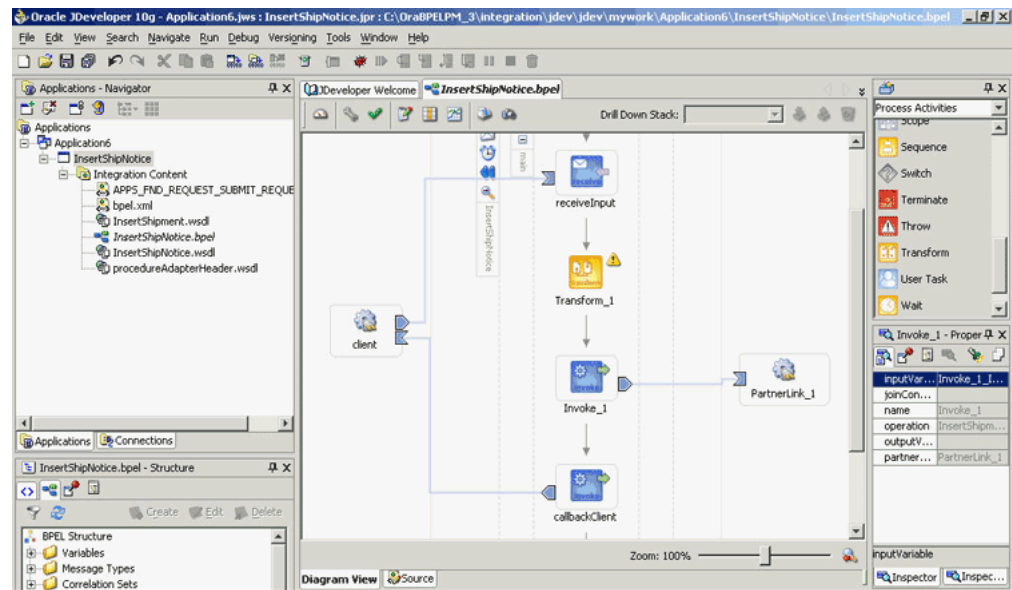 Oracle JDeveloper 10g - Application6.jws : InsertShipNotice.jpr : C:\OraBPELPM_3\integration\jdev\jdev\mywork\Application6\InsertShipNotice\InsertShipNotice.bpel
File Edit View Search Navigate Run Debug Versioning Tools Window Help
Applications - Navigator
Applications
Application6
InsertShipNotice
Integration Content
APPS_FND_REQUEST_SUBMIT_REQUE
bpel.xml
InsertShipment.wsdl
InsertShipNotice.bpel
InsertShipNotice.wsdl
procedureAdapterHeader.wsdl
Applications Connections
InsertShipNotice.bpel - Structure
Create Edit Delete
BPEL Structure
Variables
Message Types
Correlation Sets
JDeveloper Welcome InsertShipNotice.bpel
Drill Down Stack:
main
InsertShipNotice
receive
receiveInput
Transform_1
client
invoke
Invoke_1
PartnerLink_1
invoke
callbackClient
Zoom: 100%
Diagram View Source
Process Activities
Scope
Sequence
Switch
Terminate
Throw
Transform
User Task
Wait
Invoke_1 - Proper
inputVar... Invoke_1_I...
joinCon...
name Invoke_1
operation InsertShipm...
outputV...
partner... PartnerLink_1
inputVariable
Inspector Inspec...